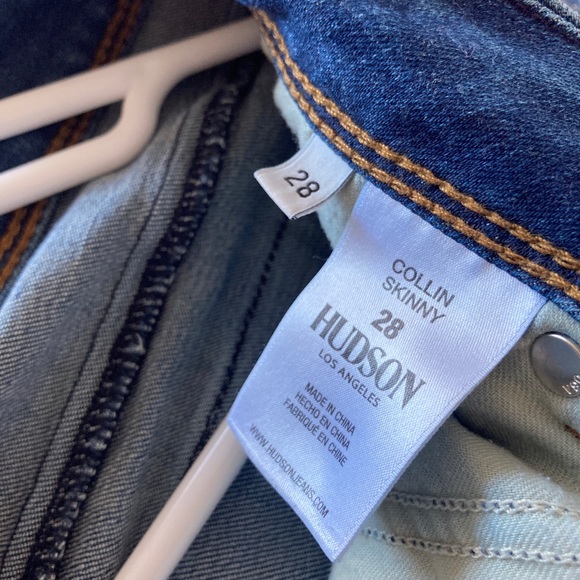 28
COLLIN
SKINNY
28
HUDSON
LOS ANGELES
MADE IN CHINA
HECHO EN CHINA
FABRIQUÉ EN CHINE
WWW.HUDSONJEANS.COM